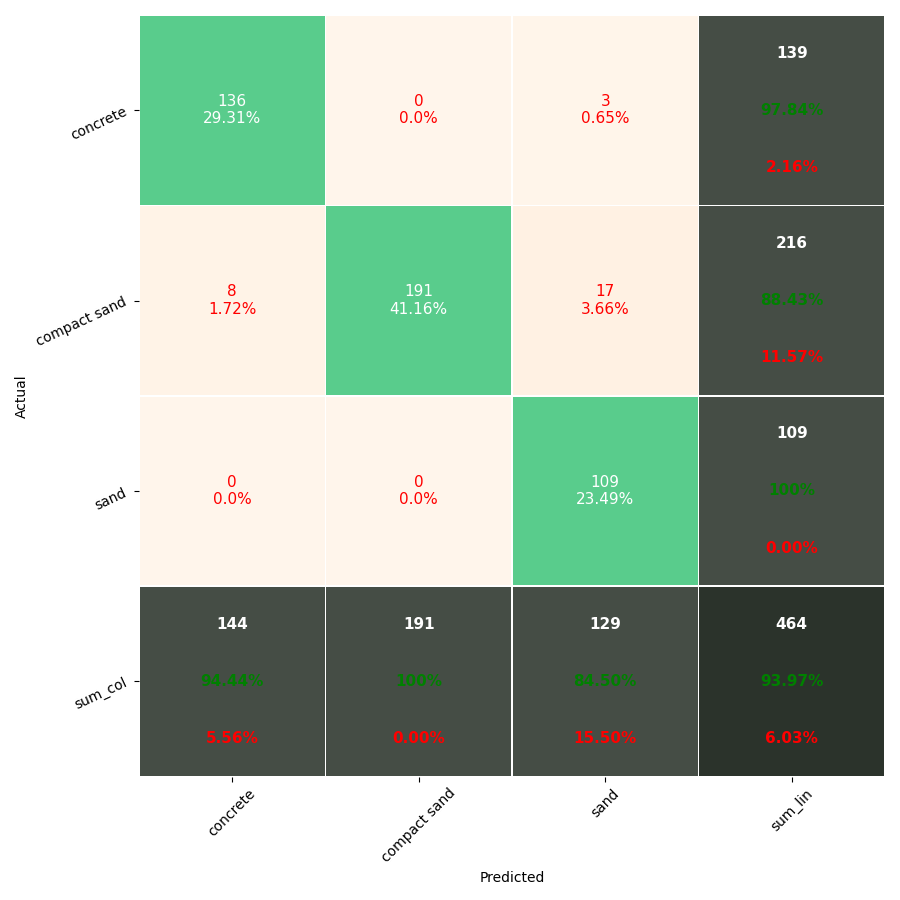 136 0 3 139
29.31% 0.0% 0.65% 97.84%
2.16%
concrete
8 191 17 216
1.72% 41.16% 3.66% 88.43%
11.57%
compact sand
Actual
0 0 109 109
0.0% 0.0% 23.49% 100%
0.00%
sand
144 191 129 464
94.44% 100% 84.50% 93.97%
5.56% 0.00% 15.50% 6.03%
sum_col
concrete compact sand sand sum_lin
Predicted